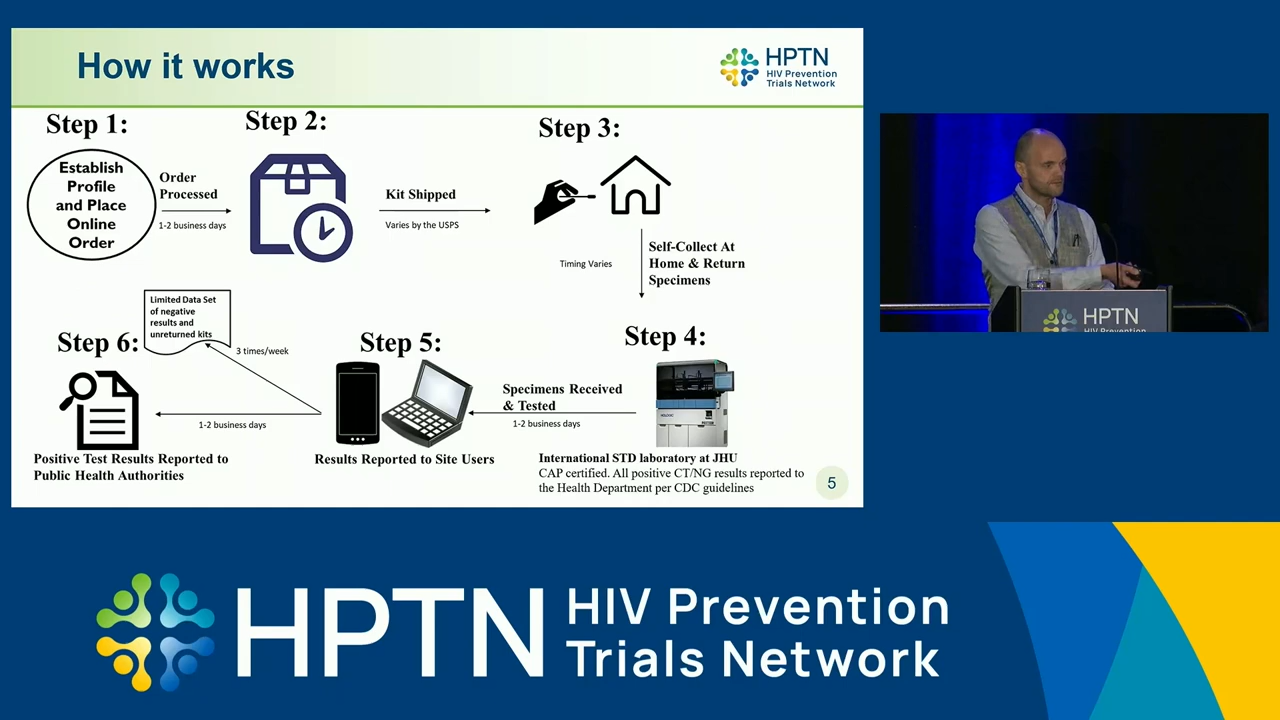 How it works
HPTN
HIV Prevention
Trials Network
Step 1:
Establish
Profile
and Place
Online
Order
Order
Processed
1-2 business days
Step 2:
Kit Shipped
Varies by the USPS
Step 3:
Timing Varies
Self-Collect At
Home & Return
Specimens
Step 4:
International STD laboratory at JHU
CAP certified. All positive CT/NG results reported to
the Health Department per CDC guidelines
Specimens Received
& Tested
1-2 business days
Step 5:
Results Reported to Site Users
Limited Data Set
of negative
results and
unreturned kits
3 times/week
1-2 business days
Step 6:
Positive Test Results Reported to
Public Health Authorities
5
HPTN
HIV Prevention
HPTN
HIV Prevention
Trials Network